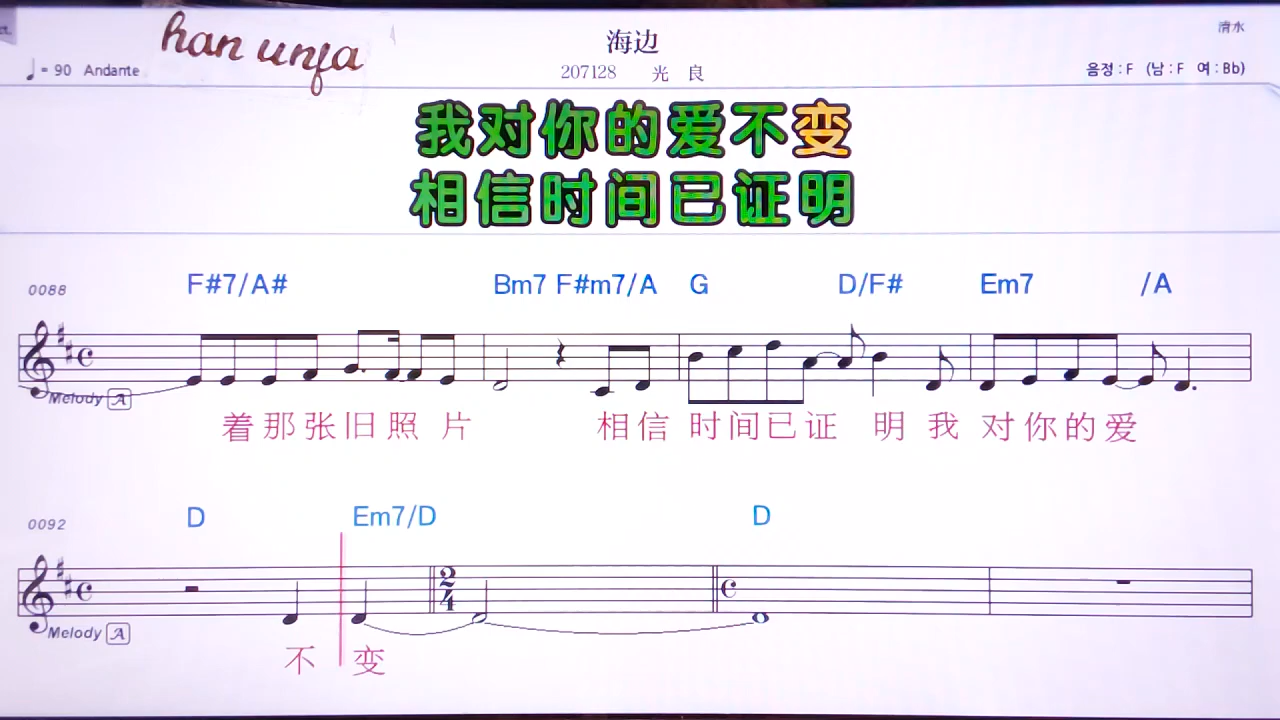 han unfa
海边
清水
♩= 90 Andante
207128 光 良
음정 : F (남 : F 여 : Bb)
我对你的爱不变
相信时间已证明
0088
F#7/A# Bm7 F#m7/A G D/F# Em7 /A
Melody A
着那张旧照 片 相信 时间已证 明 我 对你的爱
0092
D Em7/D D
2
4
Melody A
不 变